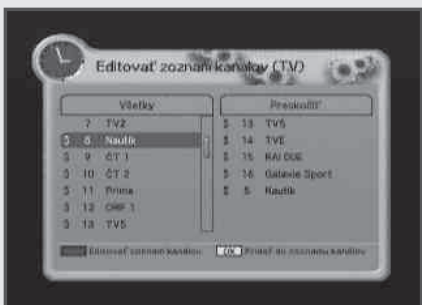 Editovať zoznam kanálov (TV)
Všetky
7 TV2
$ 8 Nautik
$ 9 ČT 1
$ 10 ČT 2
$ 11 Prima
$ 12 ORF 1
$ 13 TV5
Preskočiť
$ 13 TV5
$ 14 TVE
$ 15 RAI DUE
$ 16 Galaxie Sport
$ 5 Nautik
Editovať zoznam kanálov
OK Pridať do zoznamu kanálov